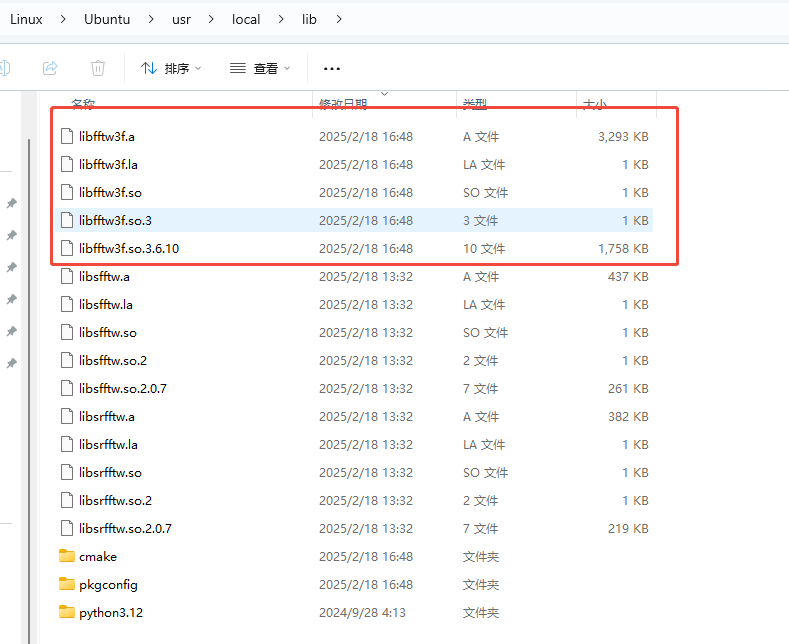 Linux > Ubuntu > usr > local > lib >
排序 查看 ...
名称 修改日期 类型 大小
libfftw3f.a 2025/2/18 16:48 A 文件 3,293 KB
libfftw3f.la 2025/2/18 16:48 LA 文件 1 KB
libfftw3f.so 2025/2/18 16:48 SO 文件 1 KB
libfftw3f.so.3 2025/2/18 16:48 3 文件 1 KB
libfftw3f.so.3.6.10 2025/2/18 16:48 10 文件 1,758 KB
libsfftw.a 2025/2/18 13:32 A 文件 437 KB
libsfftw.la 2025/2/18 13:32 LA 文件 1 KB
libsfftw.so 2025/2/18 13:32 SO 文件 1 KB
libsfftw.so.2 2025/2/18 13:32 2 文件 1 KB
libsfftw.so.2.0.7 2025/2/18 13:32 7 文件 261 KB
libsrfftw.a 2025/2/18 13:32 A 文件 382 KB
libsrfftw.la 2025/2/18 13:32 LA 文件 1 KB
libsrfftw.so 2025/2/18 13:32 SO 文件 1 KB
libsrfftw.so.2 2025/2/18 13:32 2 文件 1 KB
libsrfftw.so.2.0.7 2025/2/18 13:32 7 文件 219 KB
cmake 2025/2/18 16:48 文件夹
pkgconfig 2025/2/18 16:48 文件夹
python3.12 2024/9/28 4:13 文件夹